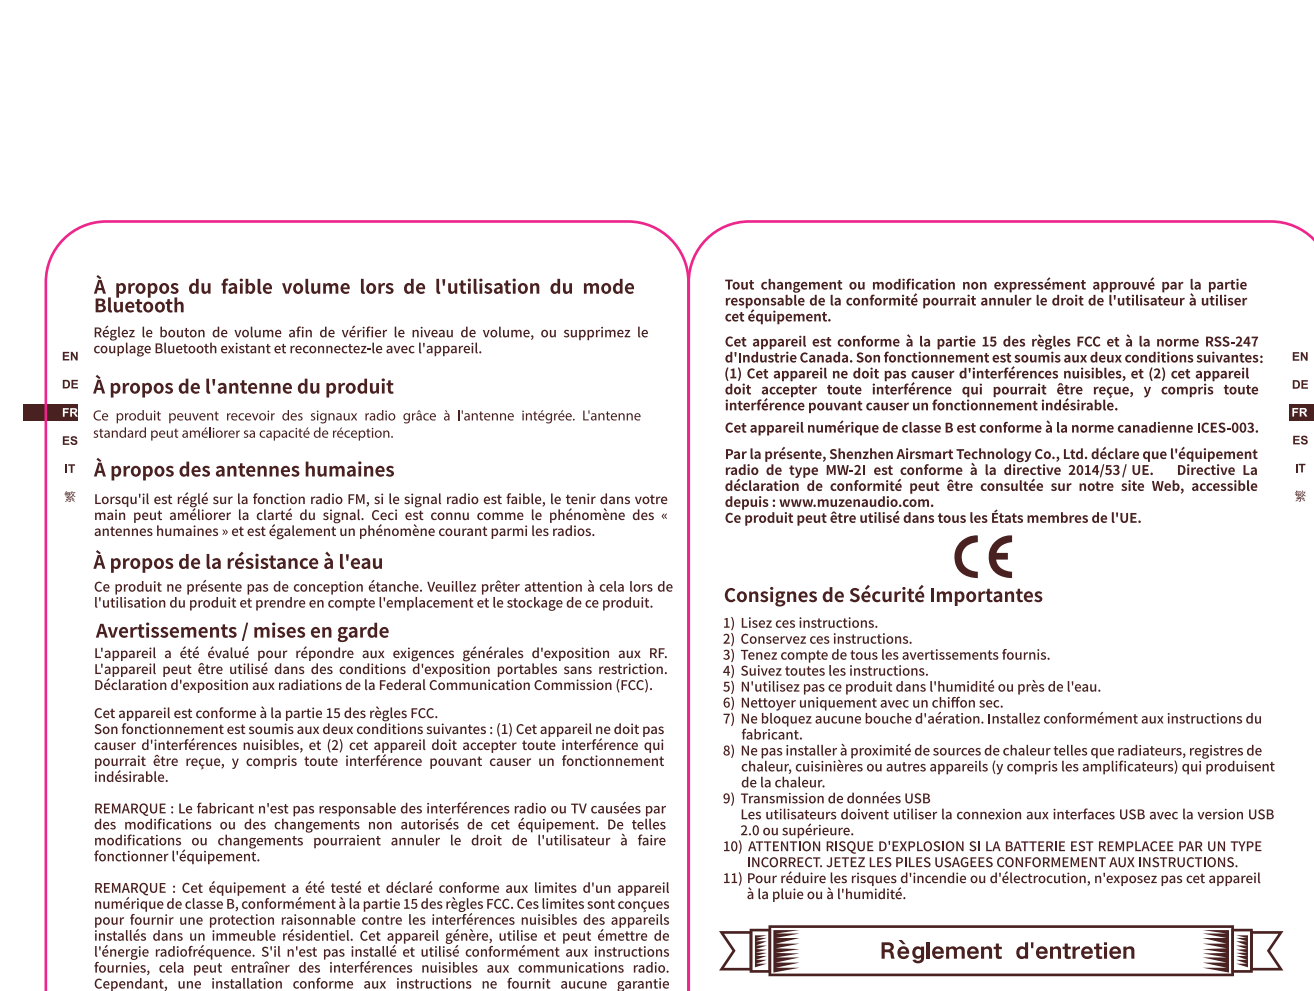 À propos du faible volume lors de l'utilisation du mode
Bluetooth
Réglez le bouton de volume afin de vérifier le niveau de volume, ou supprimez le
couplage Bluetooth existant et reconnectez-le avec l'appareil.
EN
DE
FR
ES
IT
繁
À propos de l'antenne du produit
Ce produit peuvent recevoir des signaux radio grâce à l'antenne intégrée. L'antenne
standard peut améliorer sa capacité de réception.
À propos des antennes humaines
Lorsqu'il est réglé sur la fonction radio FM, si le signal radio est faible, le tenir dans votre
main peut améliorer la clarté du signal. Ceci est connu comme le phénomène des «
antennes humaines » et est également un phénomène courant parmi les radios.
À propos de la résistance à l'eau
Ce produit ne présente pas de conception étanche. Veuillez prêter attention à cela lors de
l'utilisation du produit et prendre en compte l'emplacement et le stockage de ce produit.
Avertissements / mises en garde
L'appareil a été évalué pour répondre aux exigences générales d'exposition aux RF.
L'appareil peut être utilisé dans des conditions d'exposition portables sans restriction.
Déclaration d'exposition aux radiations de la Federal Communication Commission (FCC).
Cet appareil est conforme à la partie 15 des règles FCC.
Son fonctionnement est soumis aux deux conditions suivantes : (1) Cet appareil ne doit pas
causer d'interférences nuisibles, et (2) cet appareil doit accepter toute interférence qui
pourrait être reçue, y compris toute interférence pouvant causer un fonctionnement
indésirable.
REMARQUE : Le fabricant n'est pas responsable des interférences radio ou TV causées par
des modifications ou des changements non autorisés de cet équipement. De telles
modifications ou changements pourraient annuler le droit de l'utilisateur à faire
fonctionner l'équipement.
REMARQUE : Cet équipement a été testé et déclaré conforme aux limites d'un appareil
numérique de classe B, conformément à la partie 15 des règles FCC. Ces limites sont conçues
pour fournir une protection raisonnable contre les interférences nuisibles des appareils
installés dans un immeuble résidentiel. Cet appareil génère, utilise et peut émettre de
l'énergie radiofréquence. S'il n'est pas installé et utilisé conformément aux instructions
fournies, cela peut entraîner des interférences nuisibles aux communications radio.
Cependant, une installation conforme aux instructions ne fournit aucune garantie
Tout changement ou modification non expressément approuvé par la partie
responsable de la conformité pourrait annuler le droit de l'utilisateur à utiliser
cet équipement.
Cet appareil est conforme à la partie 15 des règles FCC et à la norme RSS-247
d'Industrie Canada. Son fonctionnement est soumis aux deux conditions suivantes:
(1) Cet appareil ne doit pas causer d'interférences nuisibles, et (2) cet appareil
doit accepter toute interférence qui pourrait être reçue, y compris toute
interférence pouvant causer un fonctionnement indésirable.
Cet appareil numérique de classe B est conforme à la norme canadienne ICES-003.
Par la présente, Shenzhen Airsmart Technology Co., Ltd. déclare que l'équipement
radio de type MW-2I est conforme à la directive 2014/53/ UE. Directive La
déclaration de conformité peut être consultée sur notre site Web, accessible
depuis : www.muzenaudio.com.
Ce produit peut être utilisé dans tous les États membres de l'UE.
CE
EN
DE
FR
ES
IT
繁
Consignes de Sécurité Importantes
1) Lisez ces instructions.
2) Conservez ces instructions.
3) Tenez compte de tous les avertissements fournis.
4) Suivez toutes les instructions.
5) N'utilisez pas ce produit dans l'humidité ou près de l'eau.
6) Nettoyer uniquement avec un chiffon sec.
7) Ne bloquez aucune bouche d'aération. Installez conformément aux instructions du
fabricant.
8) Ne pas installer à proximité de sources de chaleur telles que radiateurs, registres de
chaleur, cuisinières ou autres appareils (y compris les amplificateurs) qui produisent
de la chaleur.
9) Transmission de données USB
Les utilisateurs doivent utiliser la connexion aux interfaces USB avec la version USB
2.0 ou supérieure.
10) ATTENTION RISQUE D'EXPLOSION SI LA BATTERIE EST REMPLACEE PAR UN TYPE
INCORRECT. JETEZ LES PILES USAGEES CONFORMEMENT AUX INSTRUCTIONS.
11) Pour réduire les risques d'incendie ou d'électrocution, n'exposez pas cet appareil
à la pluie ou à l'humidité.
Règlement d'entretien